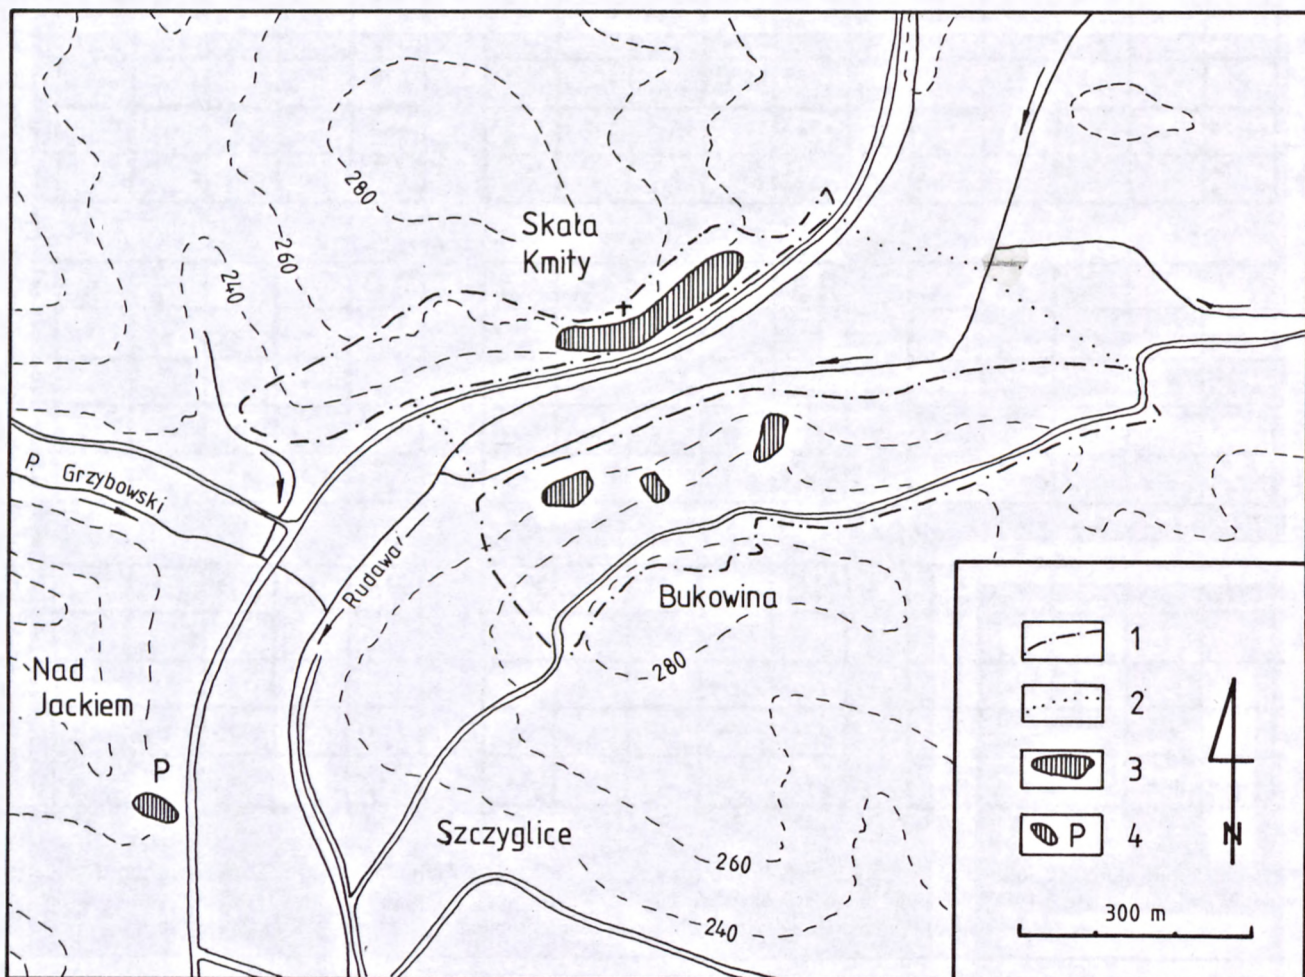 280
260
240
Skała
Kmity
P. Grzybowski
Rudawa
Bukowina
280
Nad
Jackiem
P
Szczyglice
260
240
1
2
3
P 4
N
300 m